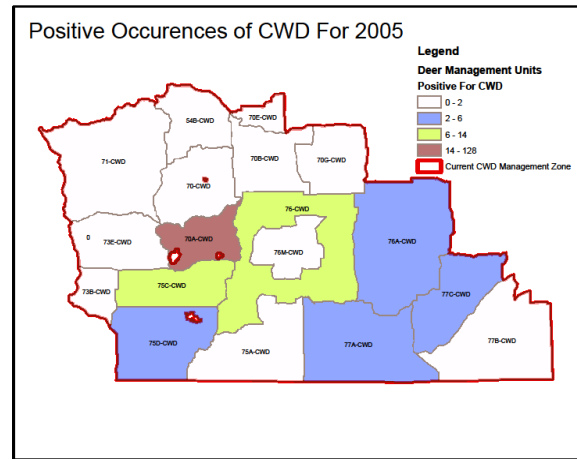 Positive Occurences of CWD For 2005
Legend
Deer Management Units
Positive For CWD
0 - 2
2 - 6
6 - 14
14 - 128
Current CWD Management Zone
54B-CWD
70E-CWD
71-CWD
70B-CWD
70G-CWD
70-CWD
76-CWD
0
73E-CWD
70A-CWD
76M-CWD
76A-CWD
73B-CWD
75C-CWD
77C-CWD
75D-CWD
75A-CWD
77A-CWD
77B-CWD